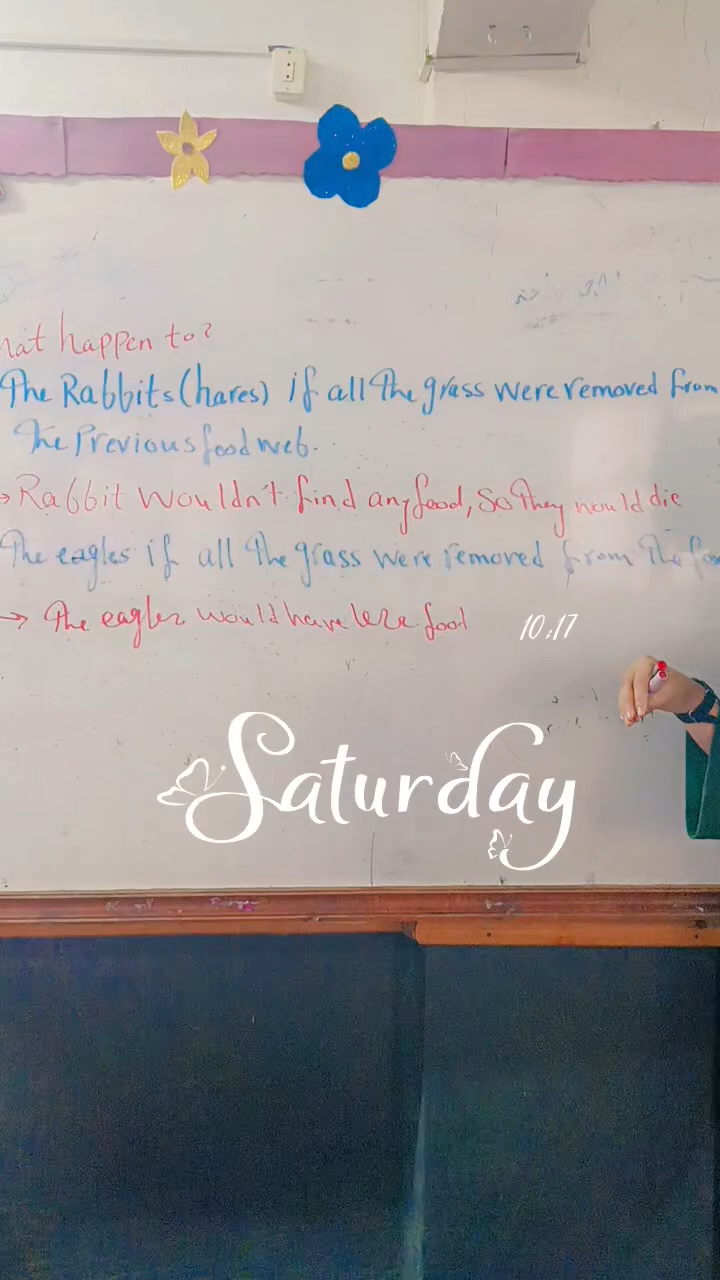 hat happen to?
The Rabbits (hares) if all the grass were removed from
The Previous food web.
→ Rabbit wouldn't find any food, so they would die
The eagles if all the grass were removed from the
→ The eagles would have less food
10:17
Saturday